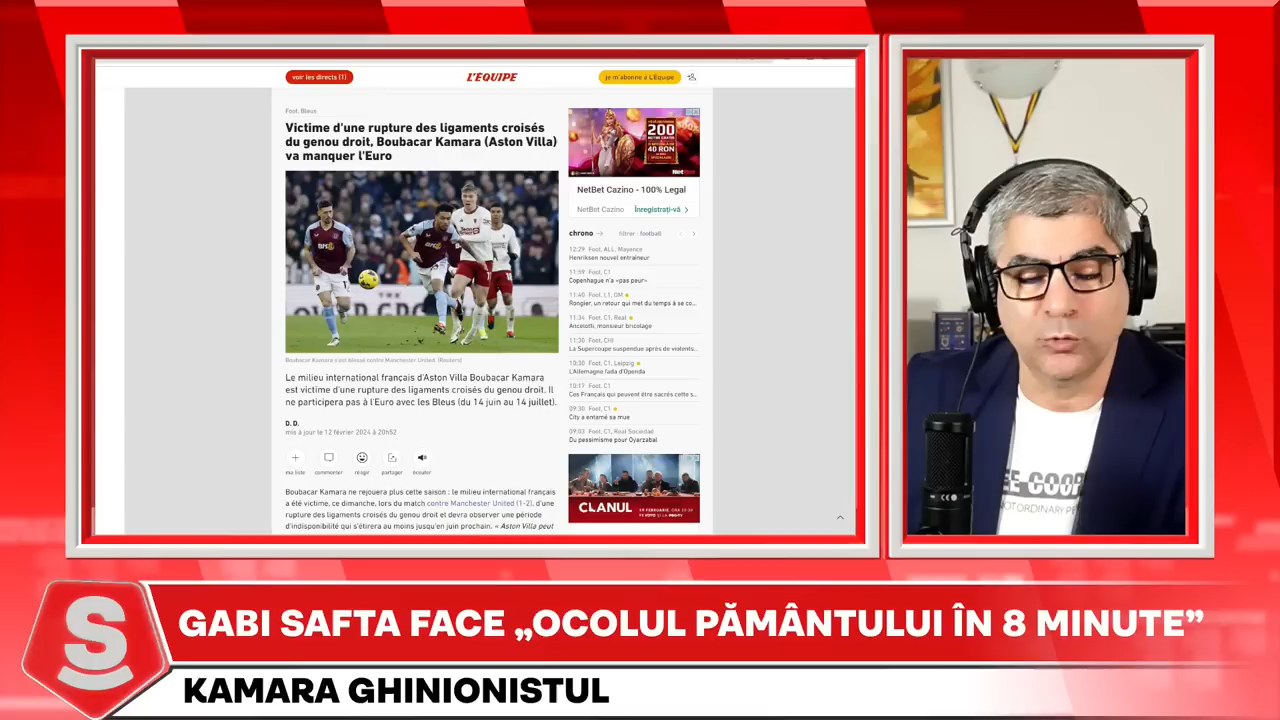 voir les directs (1)
L'EQUIPE
je m'abonne à L'Equipe
Foot. Bleus
Victime d'une rupture des ligaments croisés
du genou droit, Boubacar Kamara (Aston Villa)
va manquer l'Euro
Boubacar Kamara s'est blessé contre Manchester United. (Reuters)
Le milieu international français d'Aston Villa Boubacar Kamara
est victime d'une rupture des ligaments croisés du genou droit. Il
ne participera pas à l'Euro avec les Bleus (du 14 juin au 14 juillet).
D. D.
mis à jour le 12 février 2024 à 20h52
ma liste commenter réagir partager écouter
Boubacar Kamara ne rejouera plus cette saison : le milieu international français
a été victime, ce dimanche, lors du match contre Manchester United (1-2), d'une
rupture des ligaments croisés du genou droit et devra observer une période
d'indisponibilité qui s'étirera au moins jusqu'en juin prochain. « Aston Villa peut
200
40 RON
NetBet
NetBet Cazino - 100% Legal
NetBet Cazino Înregistrați-vă
chrono
filtrer : football
12:29 Foot, ALL, Mayence
Henriksen nouvel entraîneur
11:59 Foot, C1
Copenhague n'a «pas peur»
11:40 Foot, L1, OM
Rongier, un retour qui met du temps à se co...
11:34 Foot, C1, Real
Ancelotti, monsieur bricolage
11:30 Foot, CHI
La Supercoupe suspendue après de violents...
10:30 Foot, C1, Leipzig
L'Allemagne fada d'Openda
10:17 Foot, C1
Ces Français qui peuvent être sacrés cette s...
09:30 Foot, C1
City a entamé sa mue
09:03 Foot, C1, Real Sociedad
Du pessimisme pour Oyarzabal
CLANUL
EE COOP
OTORDINARY PE
S
GABI SAFTA FACE „OCOLUL PĂMÂNTULUI ÎN 8 MINUTE”
KAMARA GHINIONISTUL